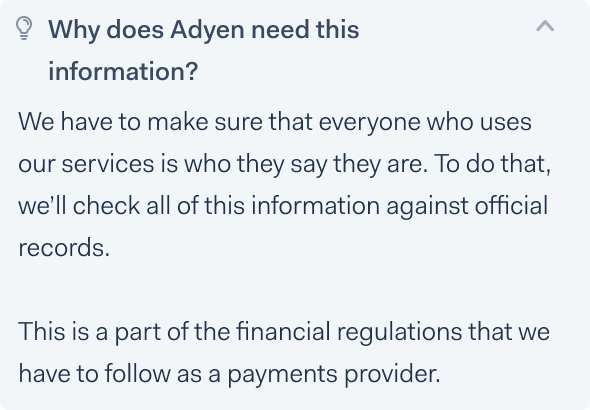 Why does Adyen need this
information?
We have to make sure that everyone who uses
our services is who they say they are. To do that,
we’ll check all of this information against official
records.
This is a part of the financial regulations that we
have to follow as a payments provider.